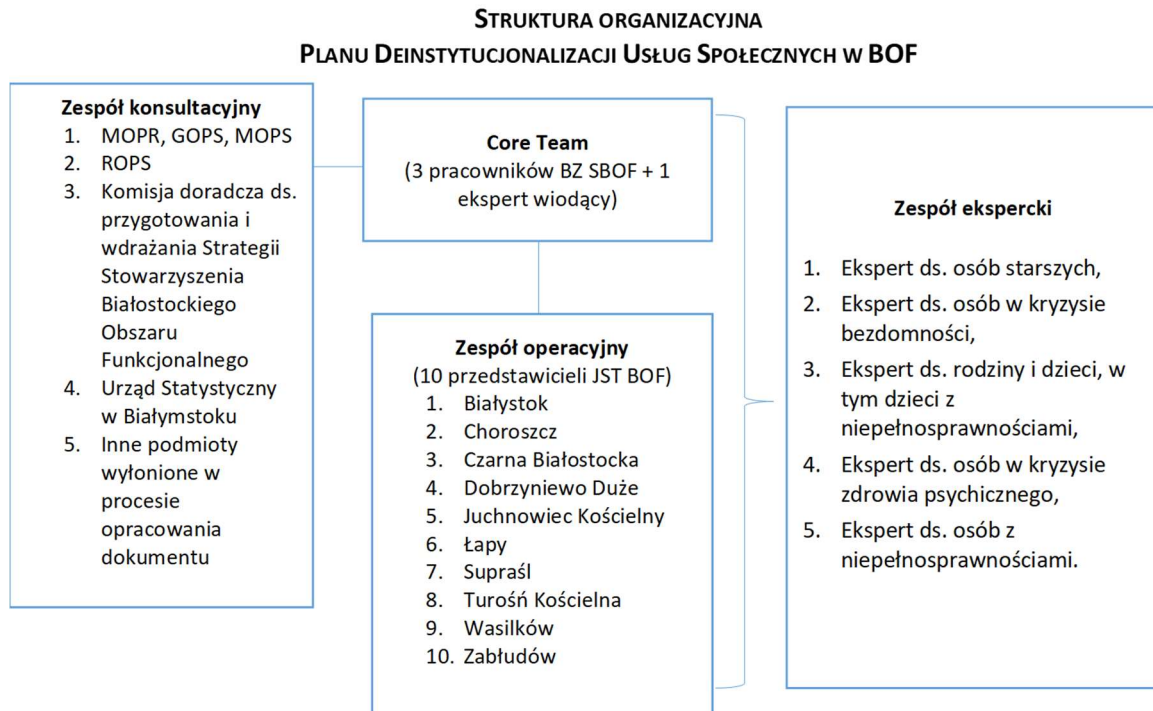 STRUKTURA ORGANIZACYJNA
PLANU DEINSTYTUCJONALIZACJI USŁUG SPOŁECZNYCH W BOF
Zespół konsultacyjny
1. MOPR, GOPS, MOPS
2. ROPS
3. Komisja doradcza ds.
przygotowania i
wdrażania Strategii
Stowarzyszenia
Białostockiego
Obszaru
Funkcjonalnego
4. Urząd Statystyczny
w Białymstoku
5. Inne podmioty
wyłonione w
procesie
opracowania
dokumentu
Core Team
(3 pracowników BZ SBOF + 1
ekspert wiodący)
Zespół operacyjny
(10 przedstawicieli JST BOF)
1. Białystok
2. Choroszcz
3. Czarna Białostocka
4. Dobrzyniewo Duże
5. Juchnowiec Kościelny
6. Łapy
7. Supraśl
8. Turośń Kościelna
9. Wasilków
10. Zabłudów
Zespół ekspercki
1. Ekspert ds. osób starszych,
2. Ekspert ds. osób w kryzysie
bezdomności,
3. Ekspert ds. rodziny i dzieci, w
tym dzieci z
niepełnosprawnościami,
4. Ekspert ds. osób w kryzysie
zdrowia psychicznego,
5. Ekspert ds. osób z
niepełnosprawnościami.